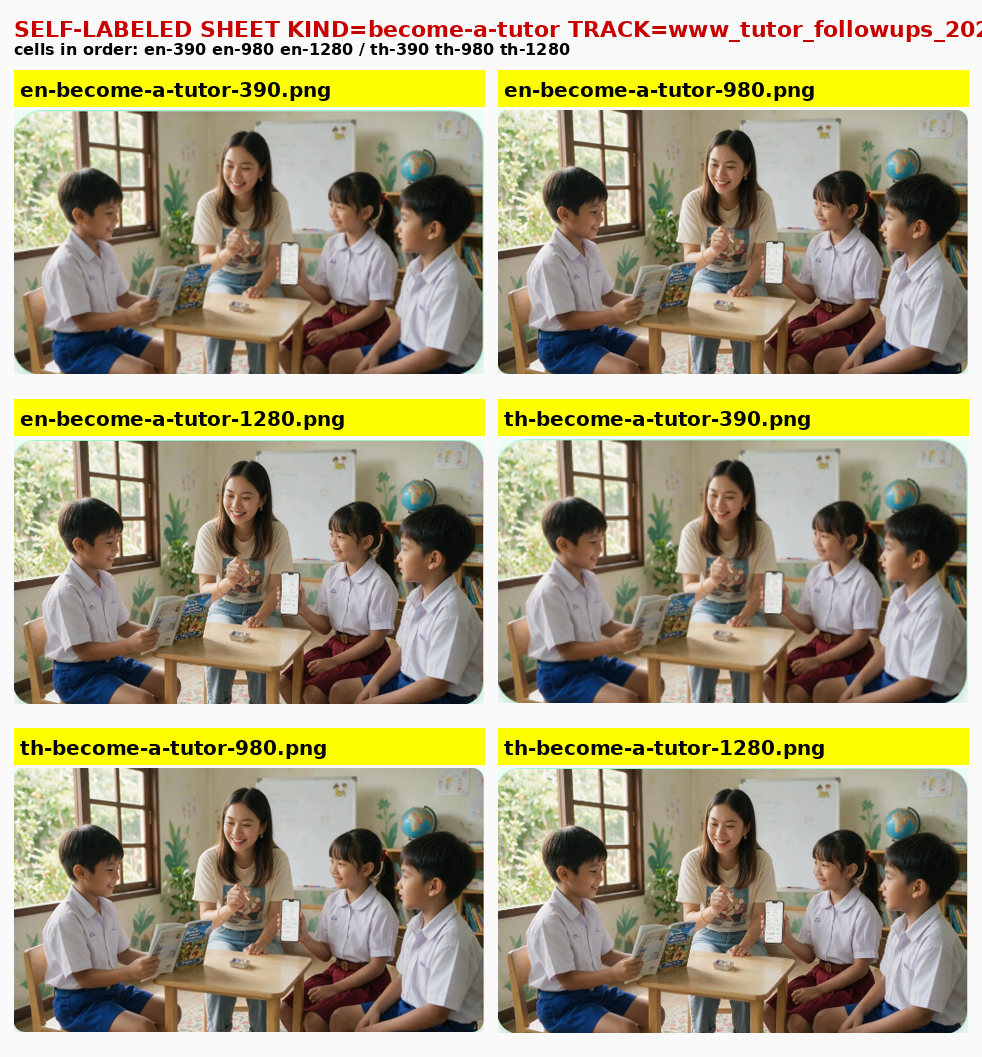 SELF-LABELED SHEET KIND=become-a-tutor TRACK=www_tutor_followups_202
cells in order: en-390 en-980 en-1280 / th-390 th-980 th-1280
en-become-a-tutor-390.png
en-become-a-tutor-980.png
en-become-a-tutor-1280.png
th-become-a-tutor-390.png
th-become-a-tutor-980.png
th-become-a-tutor-1280.png